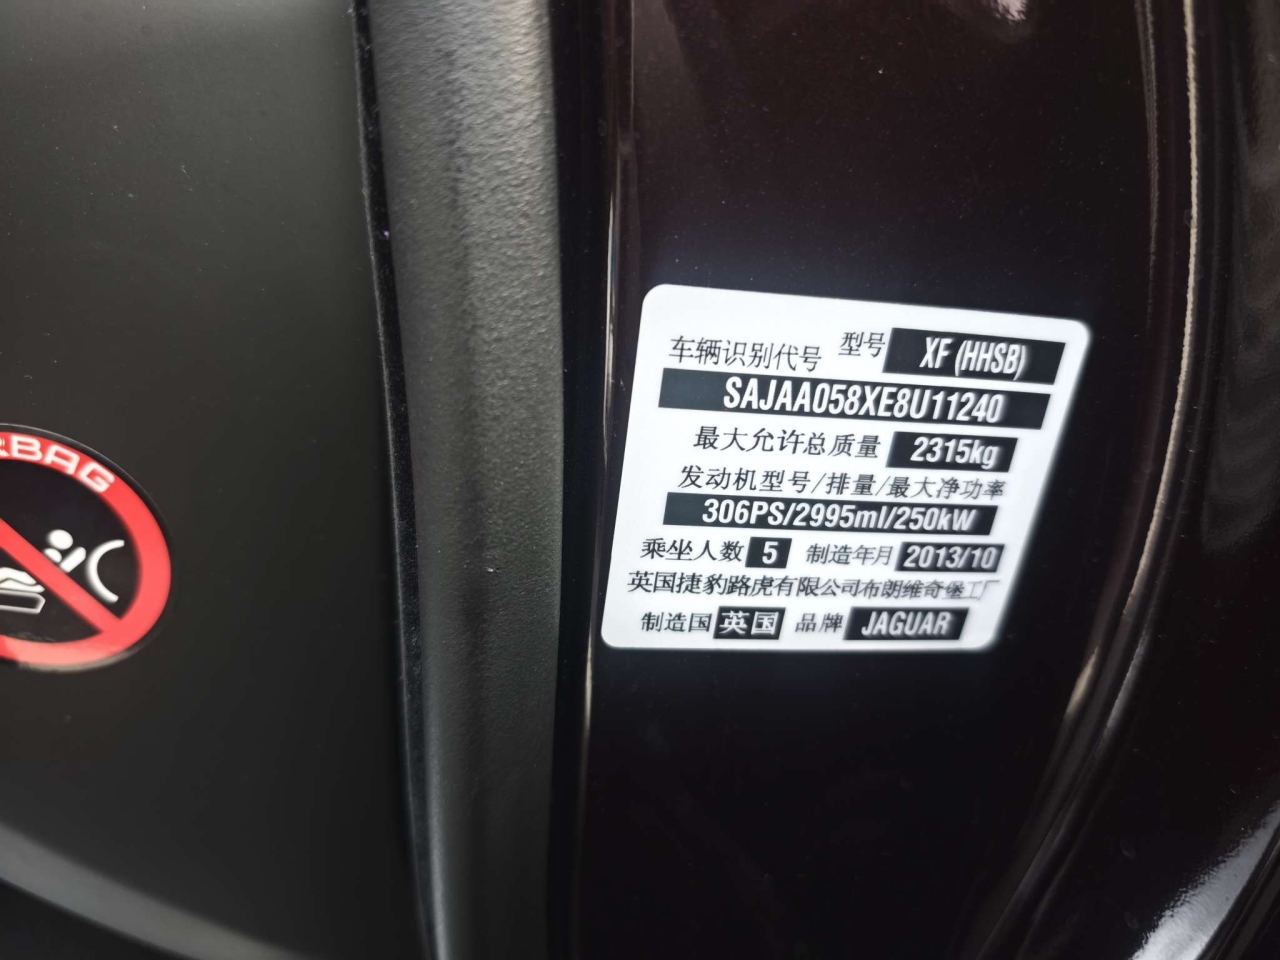 型号 XF (HHSB)
车辆识别代号
SAJAA058XE8U11240
最大允许总质量 2315kg
发动机型号/排量/最大净功率
306PS/2995ml/250kW
乘坐人数 5 制造年月 2013/10
英国捷豹路虎有限公司布朗维奇堡工厂
制造国 英国 品牌 JAGUAR
RBAG